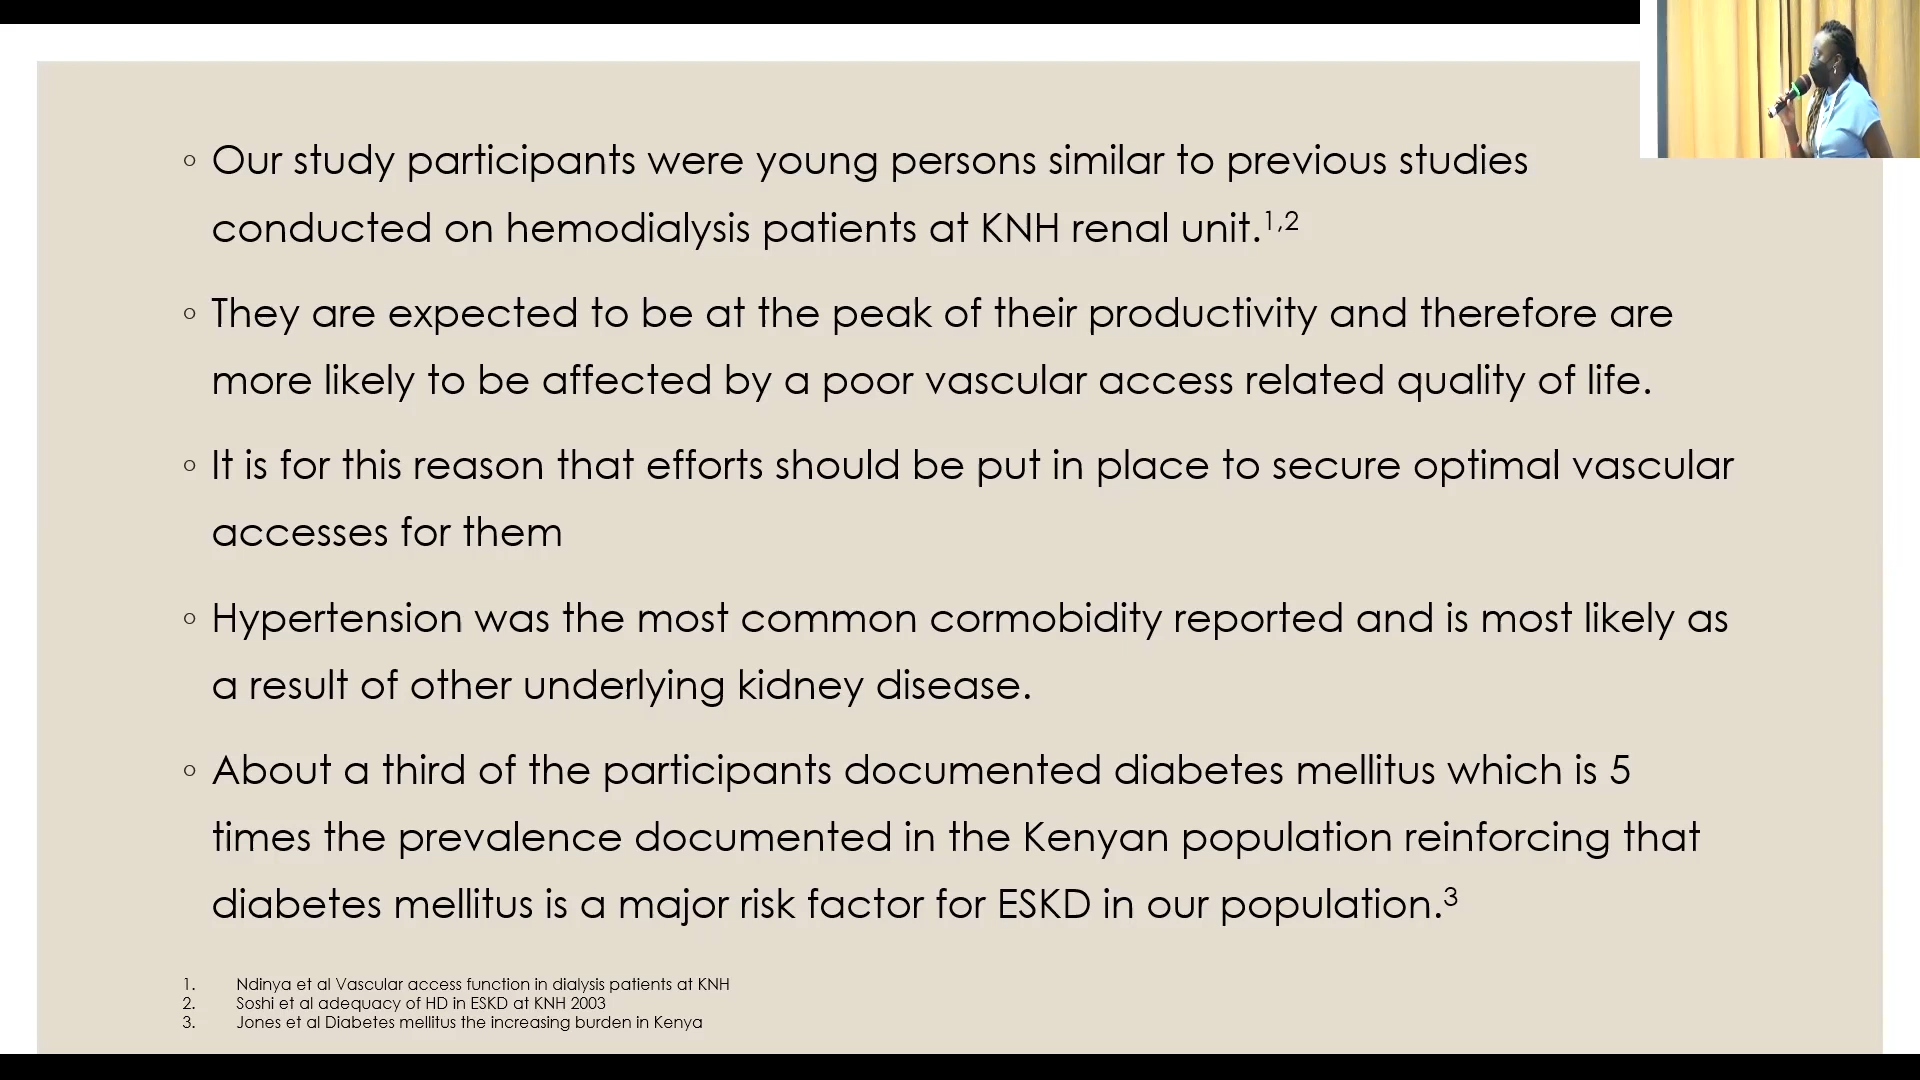 ◦ Our study participants were young persons similar to previous studies
conducted on hemodialysis patients at KNH renal unit.1,2
◦ They are expected to be at the peak of their productivity and therefore are
more likely to be affected by a poor vascular access related quality of life.
◦ It is for this reason that efforts should be put in place to secure optimal vascular
accesses for them
◦ Hypertension was the most common cormobidity reported and is most likely as
a result of other underlying kidney disease.
◦ About a third of the participants documented diabetes mellitus which is 5
times the prevalence documented in the Kenyan population reinforcing that
diabetes mellitus is a major risk factor for ESKD in our population.3
1. Ndinya et al Vascular access function in dialysis patients at KNH
2. Soshi et al adequacy of HD in ESKD at KNH 2003
3. Jones et al Diabetes mellitus the increasing burden in Kenya